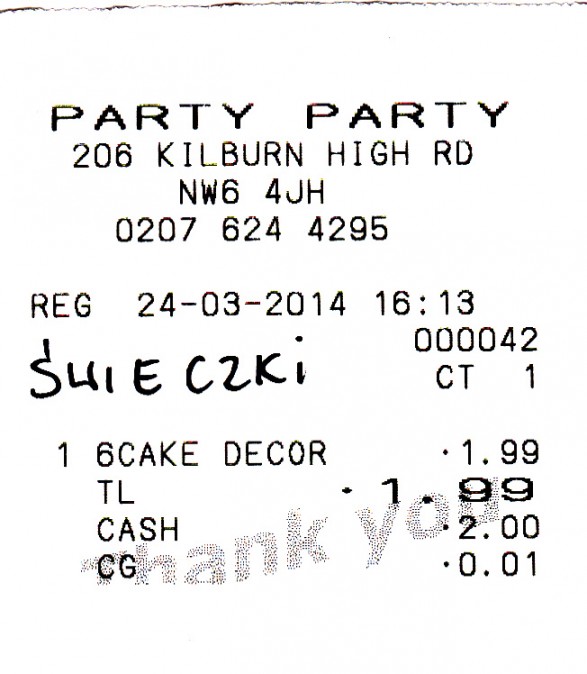 PARTY PARTY
206 KILBURN HIGH RD
NW6 4JH
0207 624 4295
REG 24-03-2014 16:13
000042
ŚWIECZKI
CT 1
1 6CAKE DECOR ·1.99
TL ·1.99
CASH ·2.00
CG ·0.01
Thank you